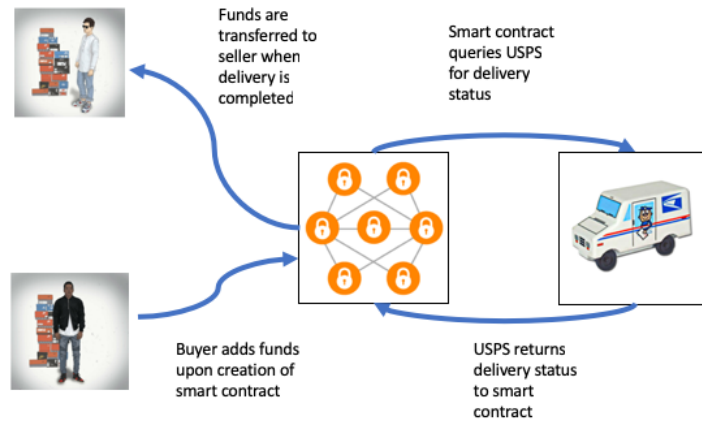 Funds are
transferred to
seller when
delivery is
completed
Smart contract
queries USPS
for delivery
status
Buyer adds funds
upon creation of
smart contract
USPS returns
delivery status
to smart
contract